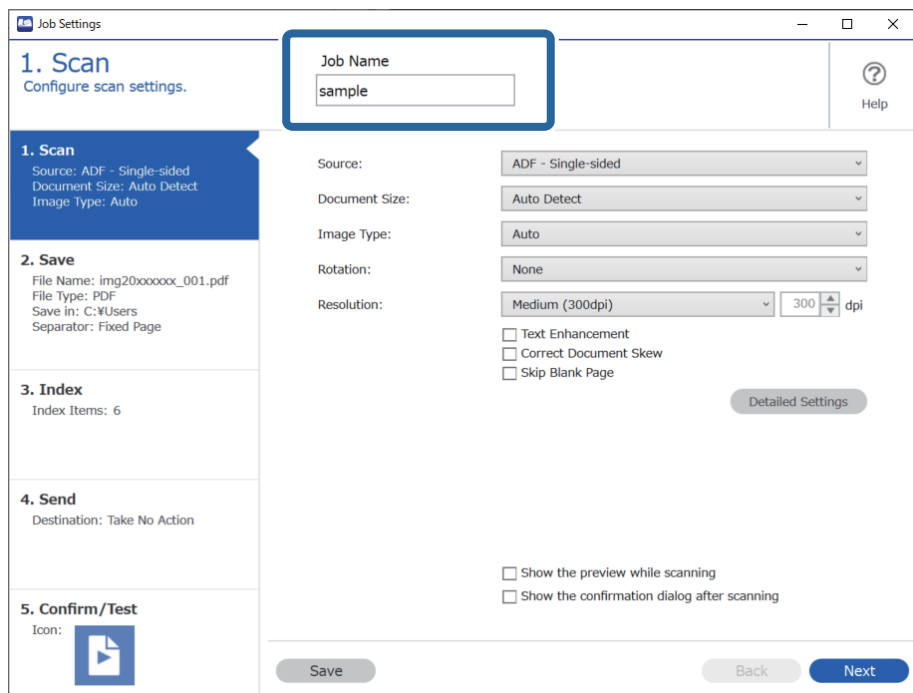 Job Settings
1. Scan
Configure scan settings.
Job Name
sample
Help
1. Scan
Source: ADF - Single-sided
Document Size: Auto Detect
Image Type: Auto
2. Save
File Name: img20xxxxxx_001.pdf
File Type: PDF
Save in: C:¥Users
Separator: Fixed Page
3. Index
Index Items: 6
4. Send
Destination: Take No Action
5. Confirm/Test
Icon:
Source: ADF - Single-sided
Document Size: Auto Detect
Image Type: Auto
Rotation: None
Resolution: Medium (300dpi) 300 dpi
Text Enhancement
Correct Document Skew
Skip Blank Page
Detailed Settings
Show the preview while scanning
Show the confirmation dialog after scanning
Save Back Next